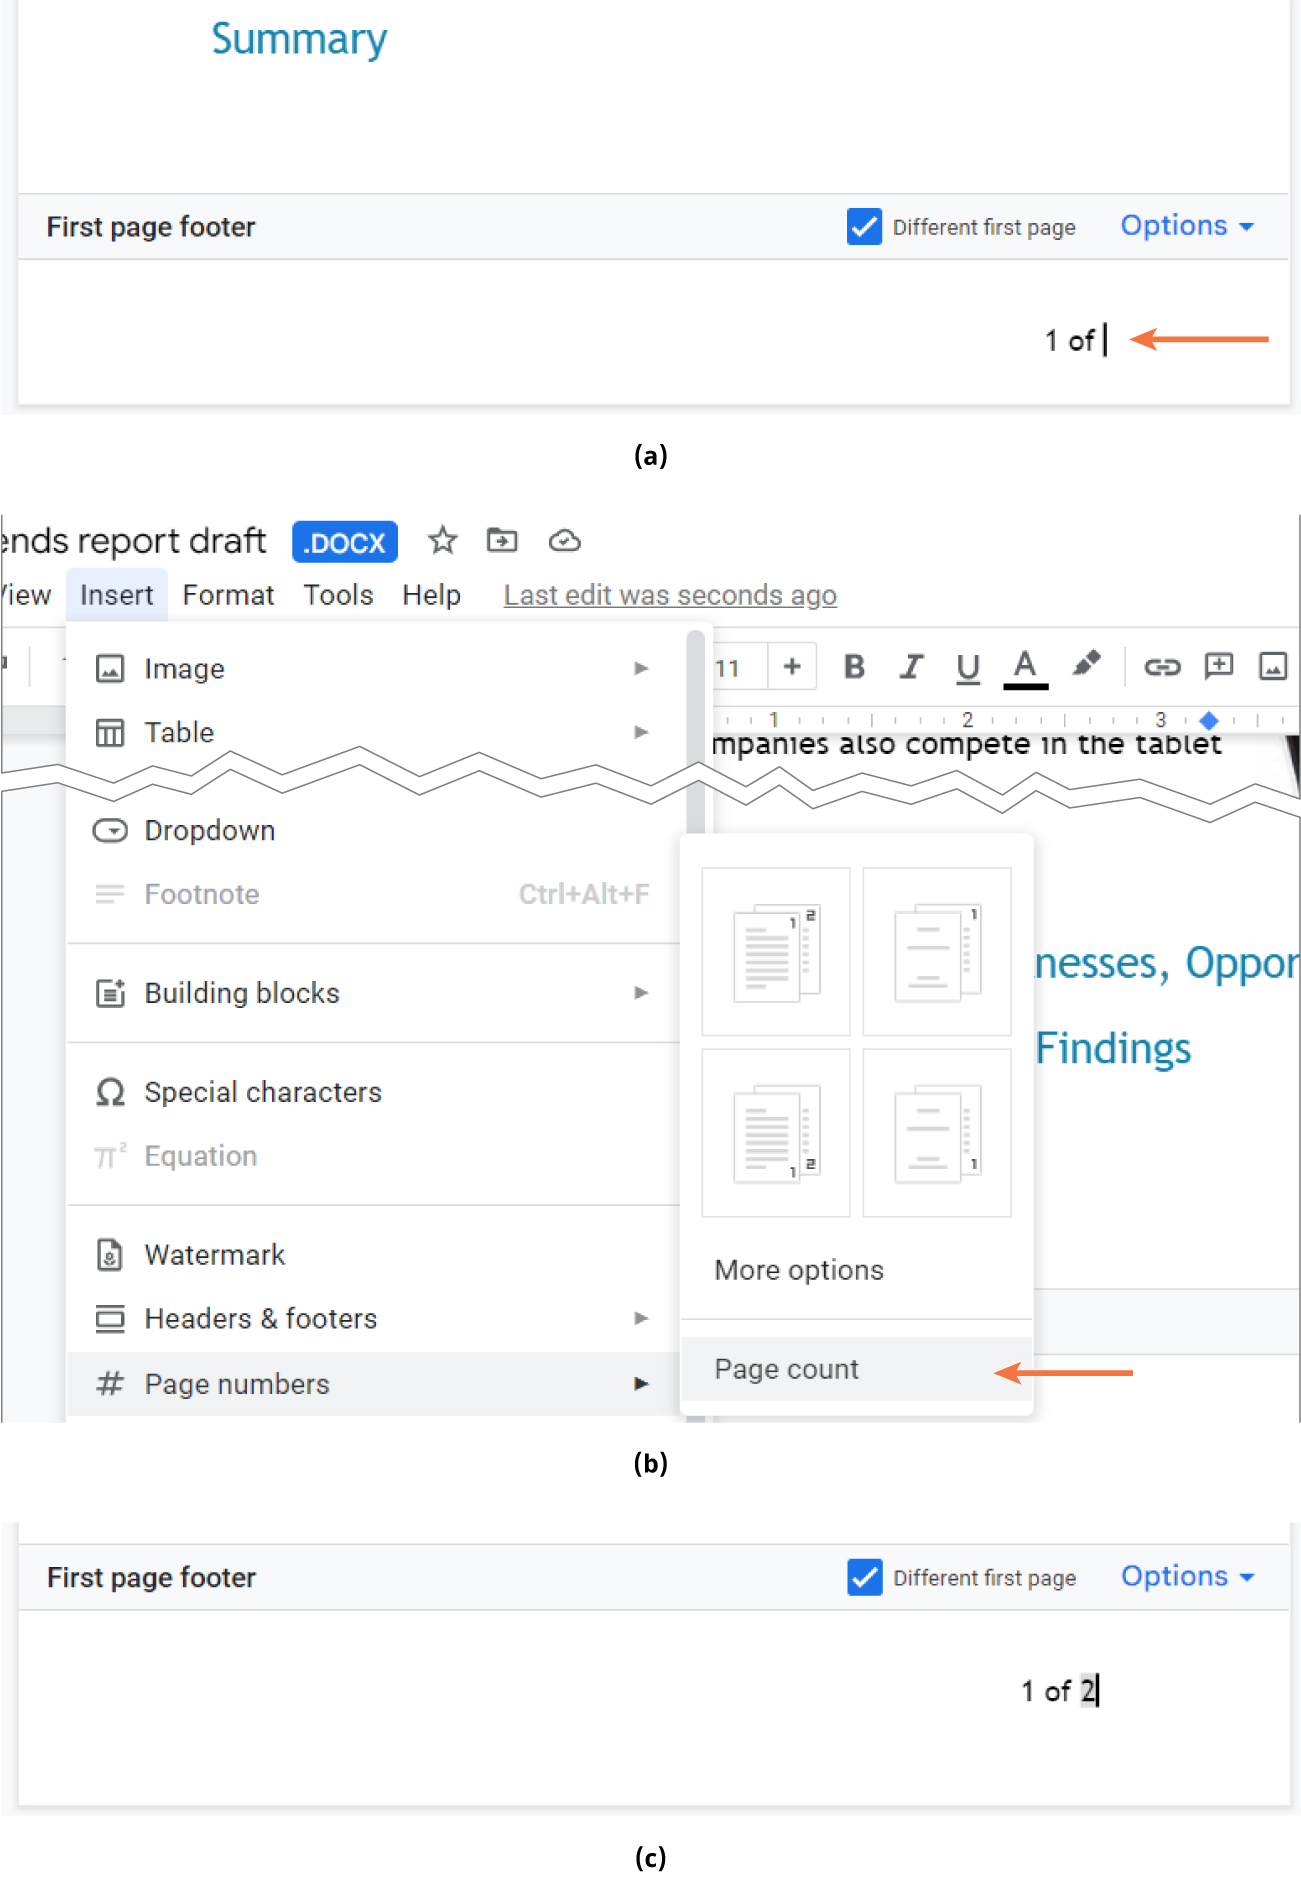 Summary
First page footer Different first page Options
1 of
(a)
ends report draft .DOCX
View Insert Format Tools Help Last edit was seconds ago
Image 11 + B I U A
Table 1 2 3
mpanies also compete in the tablet
Dropdown
Footnote Ctrl+Alt+F
1 2 1
nesses, Oppor
Building blocks
Findings
Special characters
π² Equation
1 2 1
Watermark
More options
Headers & footers
Page count
# Page numbers
(b)
First page footer Different first page Options
1 of 2
(c)